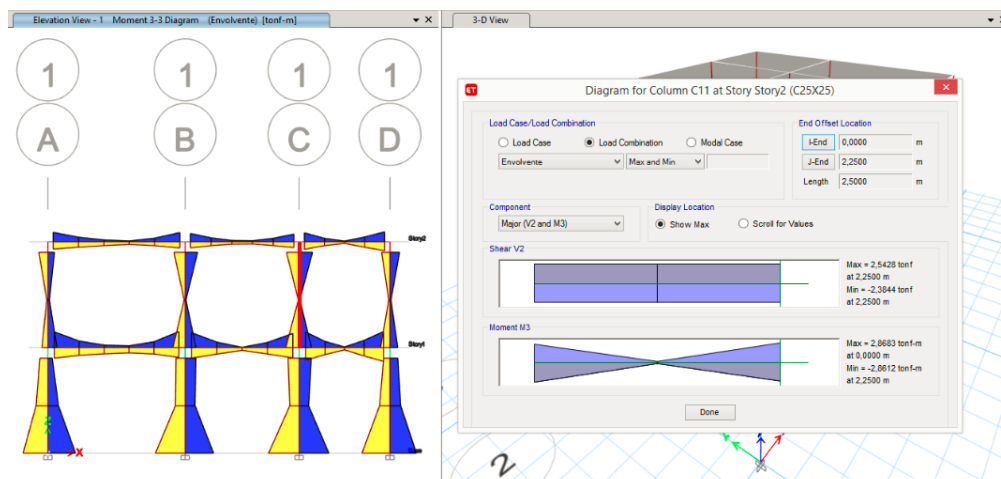 Elevation View - 1 Moment 3-3 Diagram (Envolvente) [tonf-m]
1 1 1 1
A B C D
Story2
Story1
Base
X
3-D View
Diagram for Column C11 at Story Story2 (C25X25)
Load Case/Load Combination
Load Case Load Combination Modal Case
Envolvente Max and Min
End Offset Location
I-End 0,0000 m
J-End 2,2500 m
Length 2,5000 m
Component
Major (V2 and M3)
Display Location
Show Max Scroll for Values
Shear V2
Max = 2,5428 tonf
at 2,2500 m
Min = -2,3844 tonf
at 2,2500 m
Moment M3
Max = 2,8683 tonf-m
at 0,0000 m
Min = -2,8612 tonf-m
at 2,2500 m
Done
2